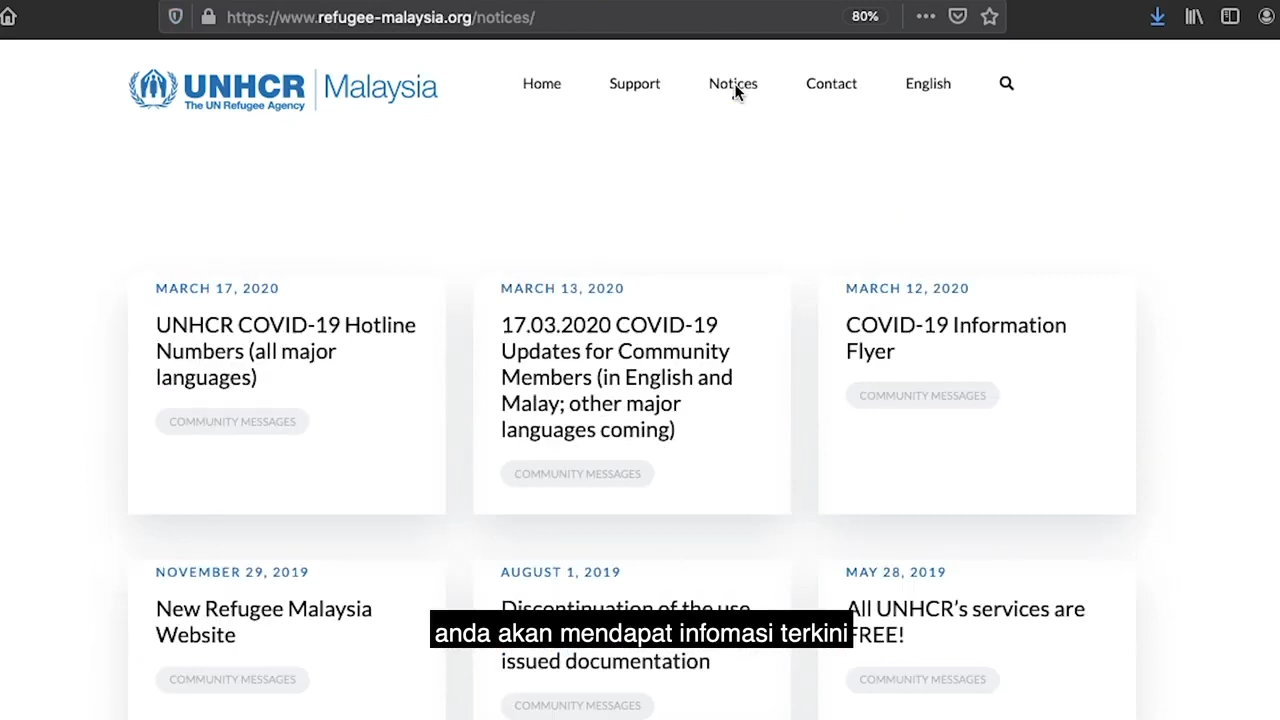 https://www.refugee-malaysia.org/notices/
80%
UNHCR
The UN Refugee Agency
Malaysia
Home
Support
Notices
Contact
English
MARCH 17, 2020
UNHCR COVID-19 Hotline
Numbers (all major
languages)
COMMUNITY MESSAGES
MARCH 13, 2020
17.03.2020 COVID-19
Updates for Community
Members (in English and
Malay; other major
languages coming)
COMMUNITY MESSAGES
MARCH 12, 2020
COVID-19 Information
Flyer
COMMUNITY MESSAGES
NOVEMBER 29, 2019
New Refugee Malaysia
Website
COMMUNITY MESSAGES
AUGUST 1, 2019
Discontinuation of the use
issued documentation
COMMUNITY MESSAGES
MAY 28, 2019
All UNHCR’s services are
FREE!
COMMUNITY MESSAGES
anda akan mendapat infomasi terkini